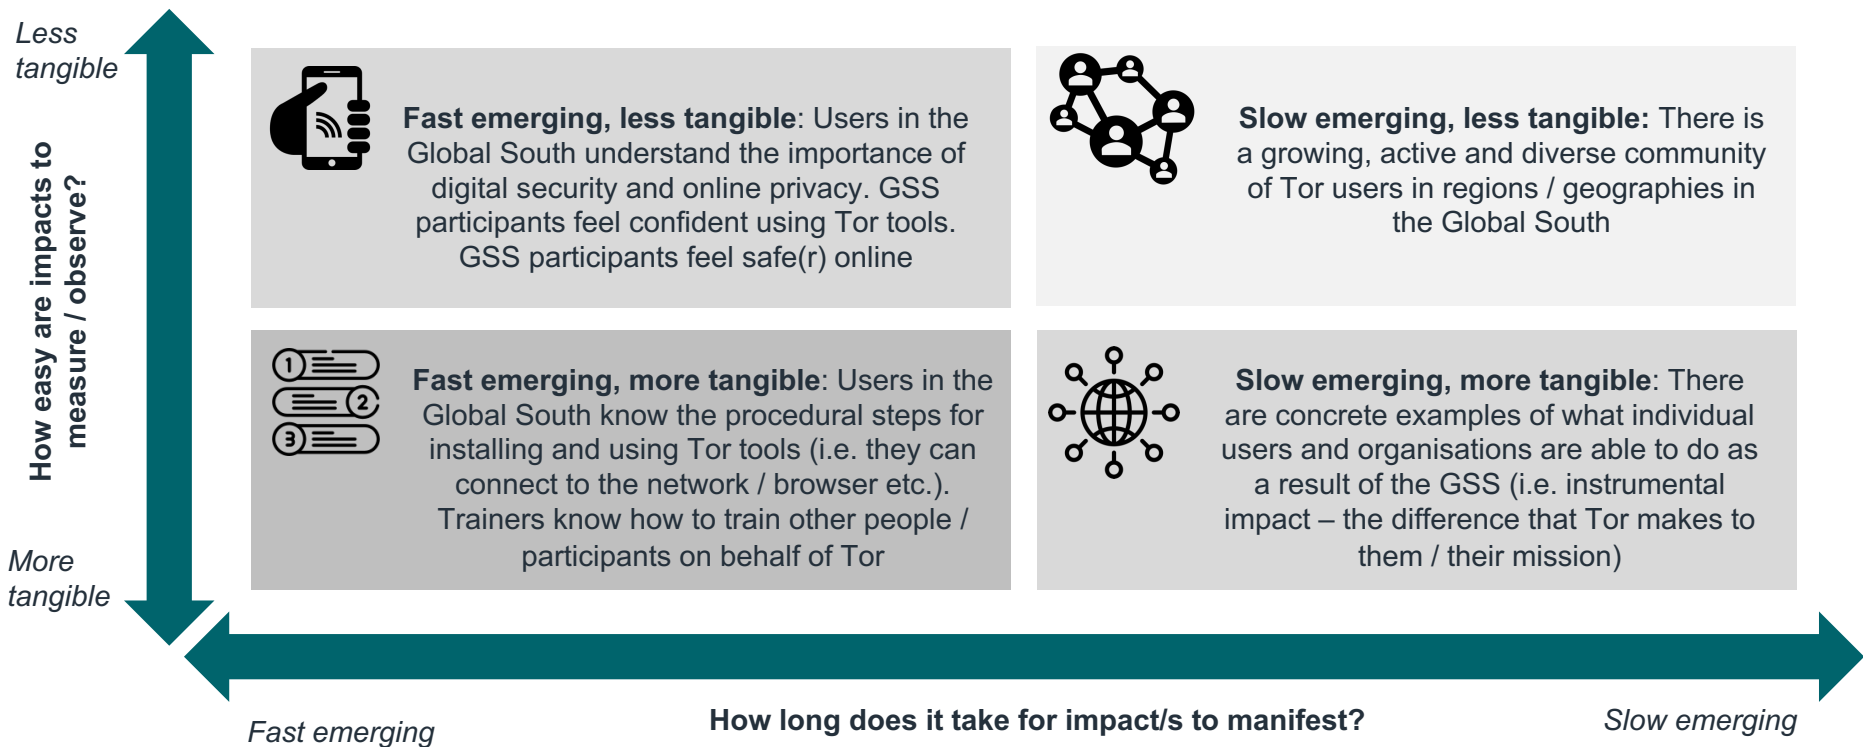 Less
tangible
How easy are impacts to
measure / observe?
More
tangible
Fast emerging, less tangible: Users in the
Global South understand the importance of
digital security and online privacy. GSS
participants feel confident using Tor tools.
GSS participants feel safe(r) online
Slow emerging, less tangible: There is
a growing, active and diverse community
of Tor users in regions / geographies in
the Global South
1
2
3
Fast emerging, more tangible: Users in the
Global South know the procedural steps for
installing and using Tor tools (i.e. they can
connect to the network / browser etc.).
Trainers know how to train other people /
participants on behalf of Tor
Slow emerging, more tangible: There
are concrete examples of what individual
users and organisations are able to do as
a result of the GSS (i.e. instrumental
impact – the difference that Tor makes to
them / their mission)
Fast emerging
How long does it take for impact/s to manifest?
Slow emerging